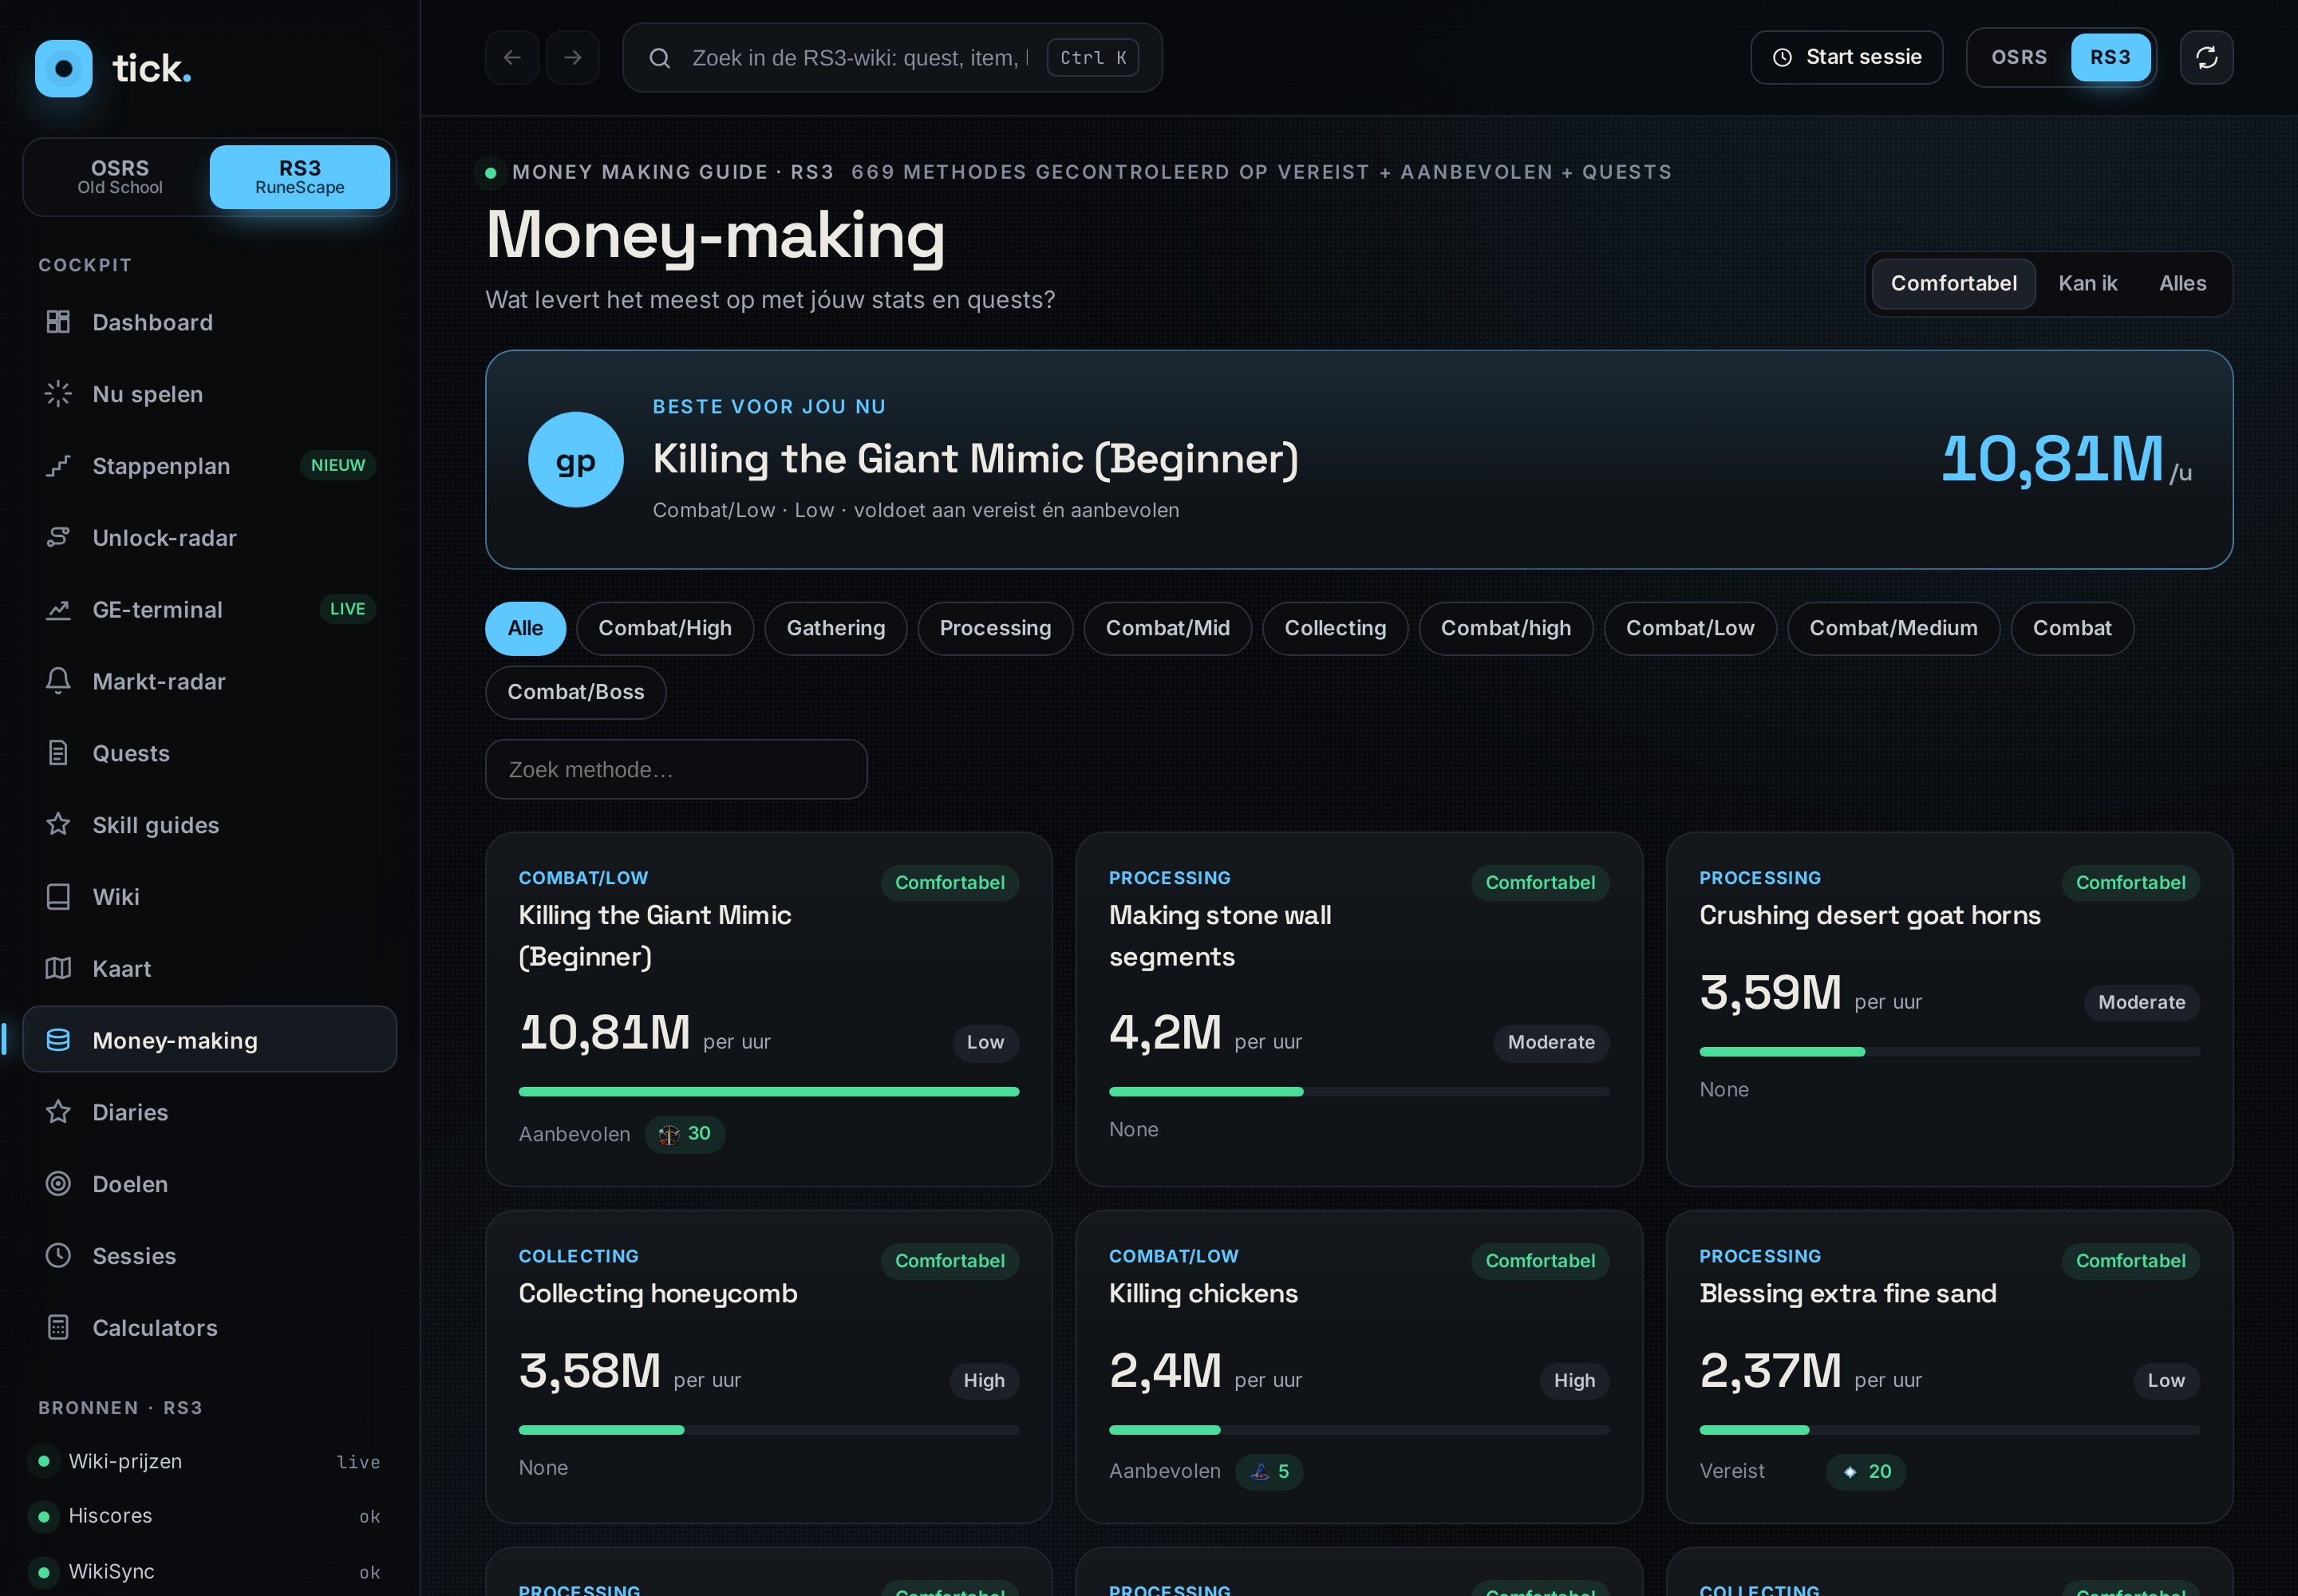 tick.
OSRS
Old School
RS3
RuneScape
COCKPIT
Dashboard
Nu spelen
Stappenplan NIEUW
Unlock-radar
GE-terminal LIVE
Markt-radar
Quests
Skill guides
Wiki
Kaart
Money-making
Diaries
Doelen
Sessies
Calculators
BRONNEN · RS3
Wiki-prijzen live
Hiscores ok
WikiSync ok
Zoek in de RS3-wiki: quest, item, Ctrl K
Start sessie
OSRS RS3
MONEY MAKING GUIDE · RS3 669 METHODES GECONTROLEERD OP VEREIST + AANBEVOLEN + QUESTS
Money-making
Wat levert het meest op met jóuw stats en quests?
Comfortabel Kan ik Alles
gp
BESTE VOOR JOU NU
Killing the Giant Mimic (Beginner)
Combat/Low · Low · voldoet aan vereist én aanbevolen
10,81M/u
Alle Combat/High Gathering Processing Combat/Mid Collecting Combat/high Combat/Low Combat/Medium Combat
Combat/Boss
Zoek methode…
COMBAT/LOW Comfortabel
Killing the Giant Mimic
(Beginner)
10,81M per uur Low
Aanbevolen 30
PROCESSING Comfortabel
Making stone wall
segments
4,2M per uur Moderate
None
PROCESSING Comfortabel
Crushing desert goat horns
3,59M per uur Moderate
None
COLLECTING Comfortabel
Collecting honeycomb
3,58M per uur High
None
COMBAT/LOW Comfortabel
Killing chickens
2,4M per uur High
Aanbevolen 5
PROCESSING Comfortabel
Blessing extra fine sand
2,37M per uur Low
Vereist 20
PROCESSING Comfortabel
PROCESSING Comfortabel
COLLECTING Comfortabel